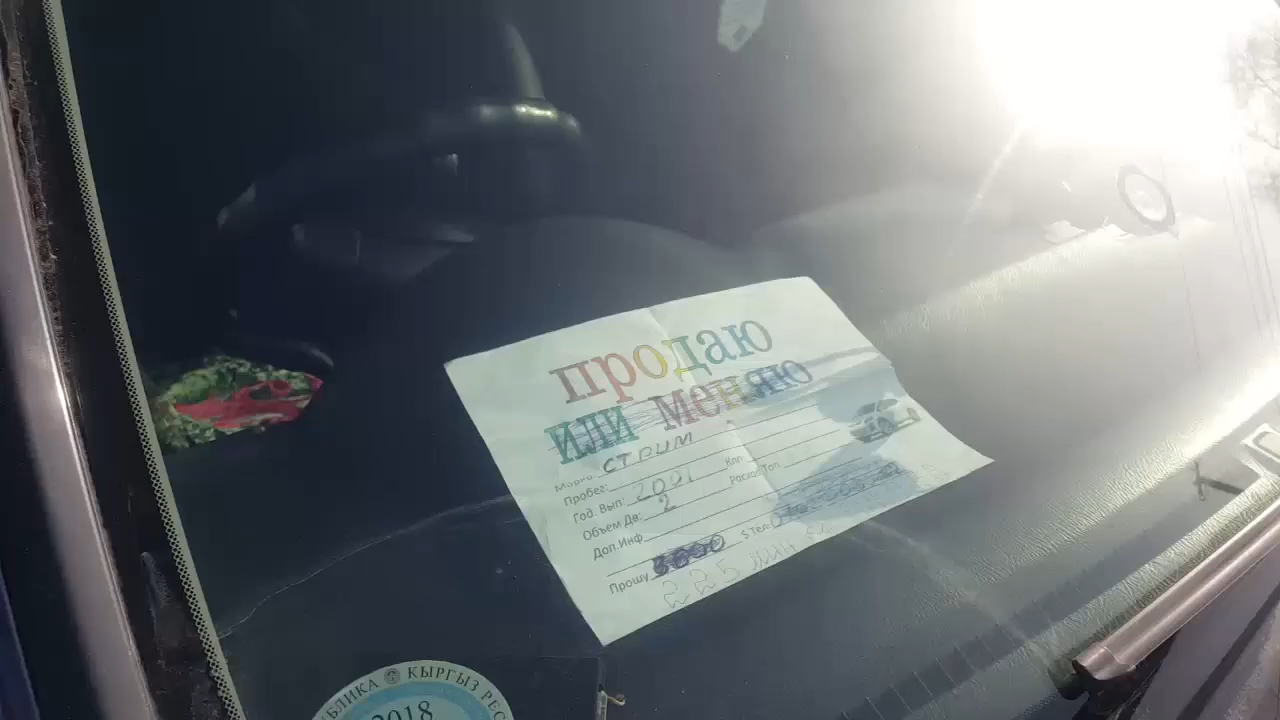 продаю
или меняю
Марка: СТРИМ
Пробег: Кпп:
Год. Вып: 2001 Расход Топ
Объем Дв: 2
Доп.Инф
Прошу $ Тел:
225
КЫРГЫЗ РЕС
2018